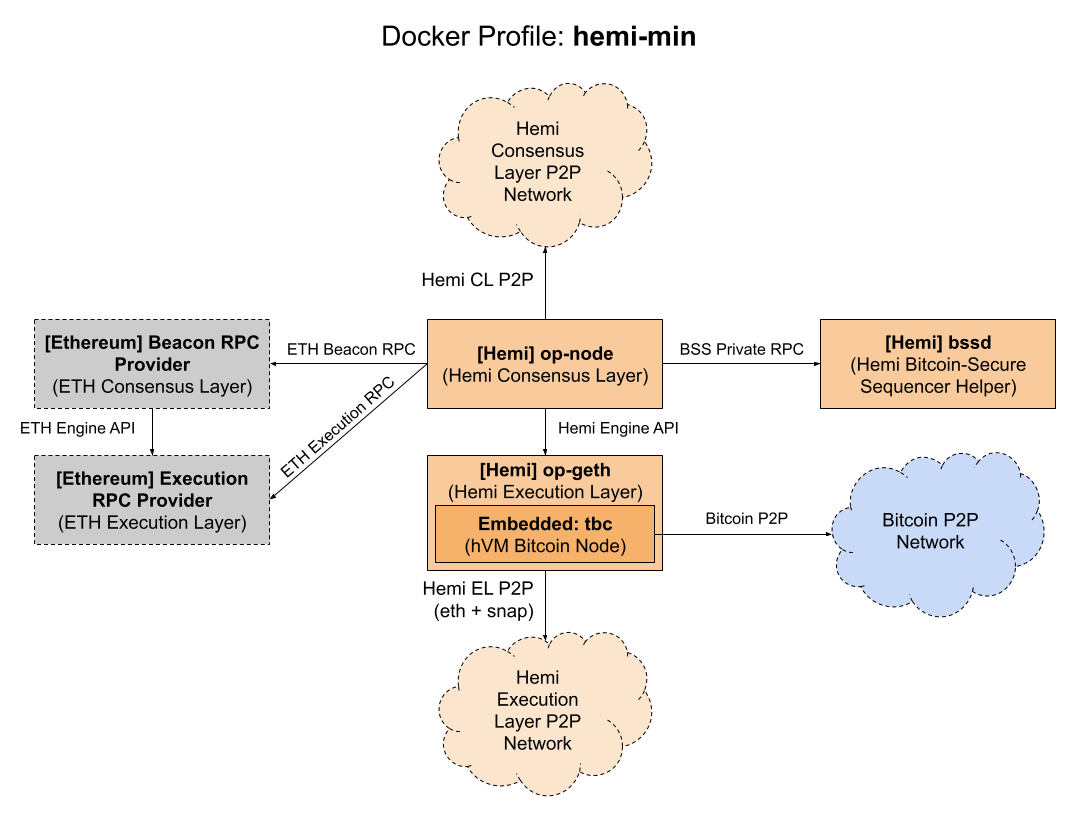 Docker Profile: hemi-min
Hemi
Consensus
Layer P2P
Network
Hemi CL P2P
[Ethereum] Beacon RPC
Provider
(ETH Consensus Layer)
ETH Beacon RPC
[Hemi] op-node
(Hemi Consensus Layer)
BSS Private RPC
[Hemi] bssd
(Hemi Bitcoin-Secure
Sequencer Helper)
ETH Engine API
ETH Execution RPC
Hemi Engine API
[Ethereum] Execution
RPC Provider
(ETH Execution Layer)
[Hemi] op-geth
(Hemi Execution Layer)
Embedded: tbc
(hVM Bitcoin Node)
Bitcoin P2P
Bitcoin P2P
Network
Hemi EL P2P
(eth + snap)
Hemi
Execution
Layer P2P
Network